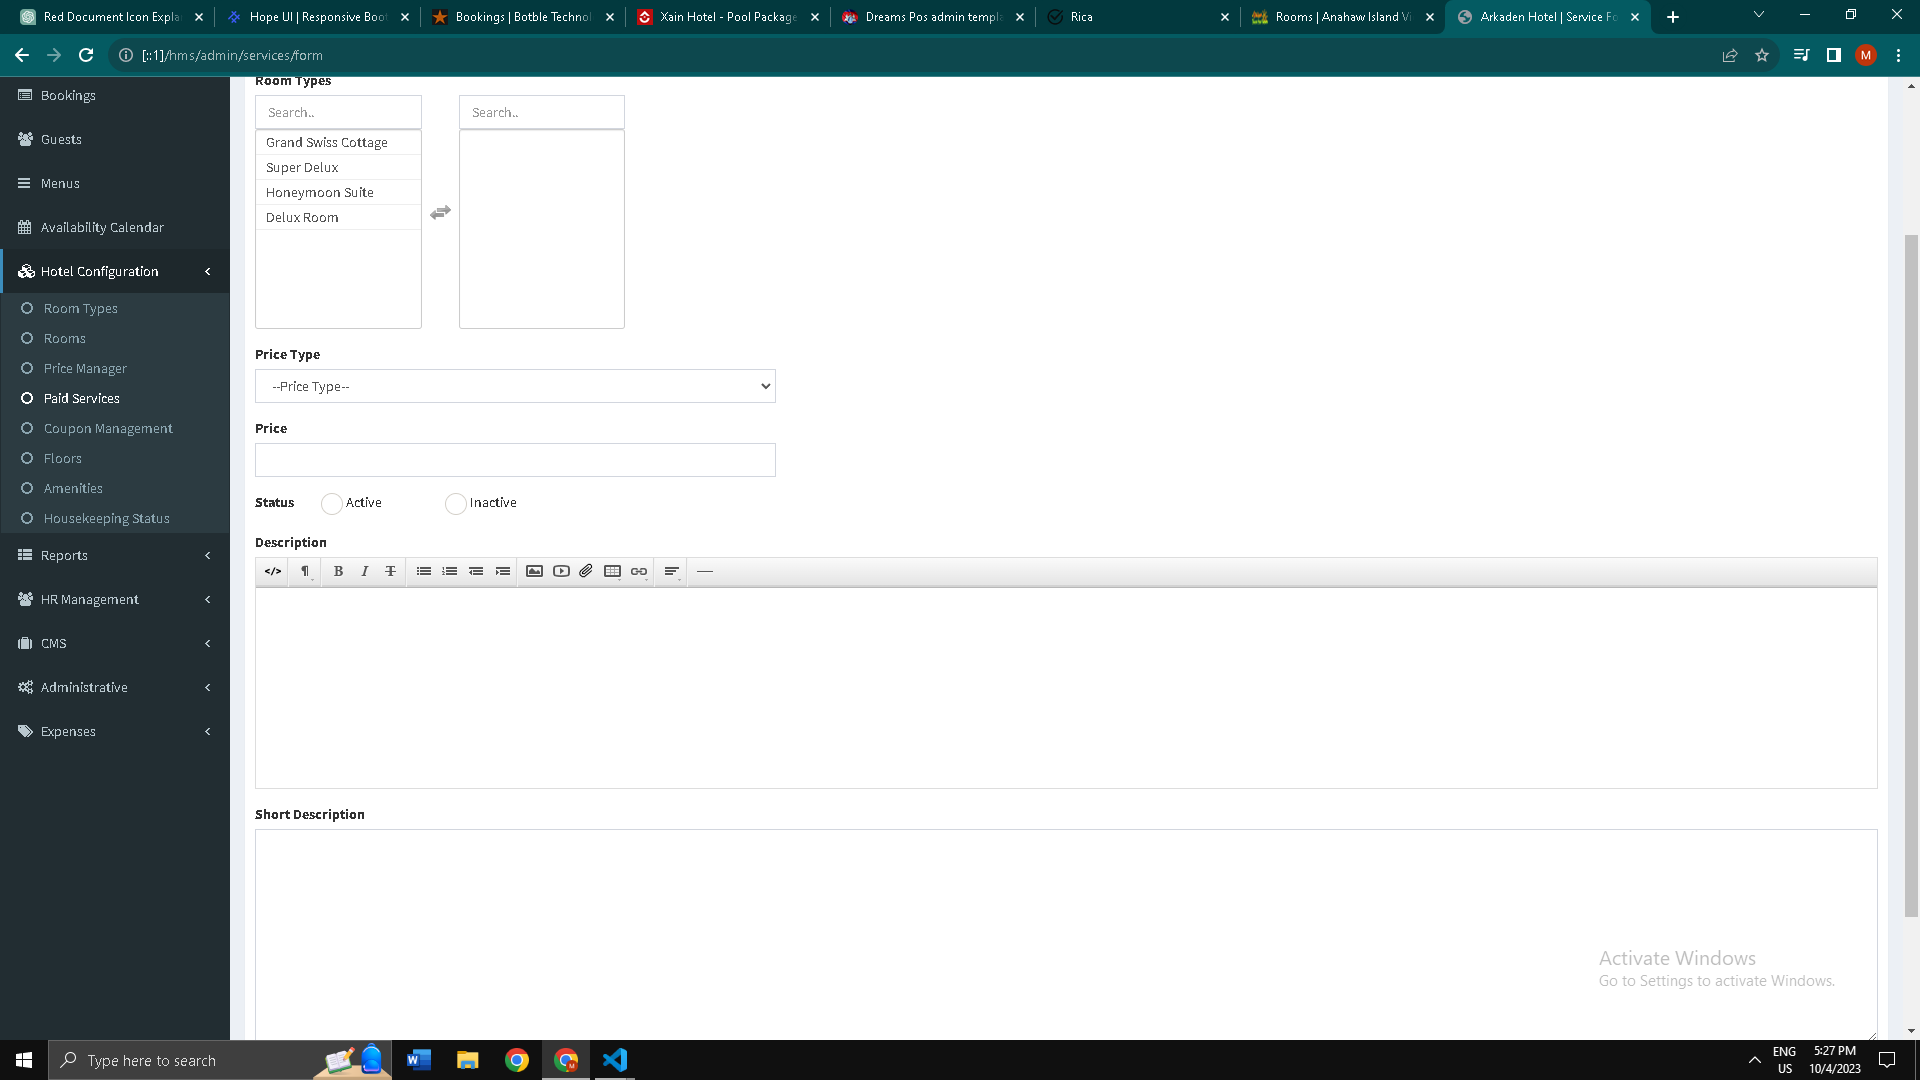 Red Document Icon Expla
Hope UI | Responsive Boot
Bookings | Botble Technol
Xain Hotel - Pool Package
Dreams Pos admin templa
Rica
Rooms | Anahaw Island Vi
Arkaden Hotel | Service Fo
[::1]/hms/admin/services/form
M
Bookings
Guests
Menus
Availability Calendar
Hotel Configuration
Room Types
Rooms
Price Manager
Paid Services
Coupon Management
Floors
Amenities
Housekeeping Status
Reports
HR Management
CMS
Administrative
Expenses
Room Types
Search..
Search..
Grand Swiss Cottage
Super Delux
Honeymoon Suite
Delux Room
Price Type
--Price Type--
Price
Status Active Inactive
Description
</> ¶ B I T
Short Description
Activate Windows
Go to Settings to activate Windows.
Type here to search
ENG
US
5:27 PM
10/4/2023